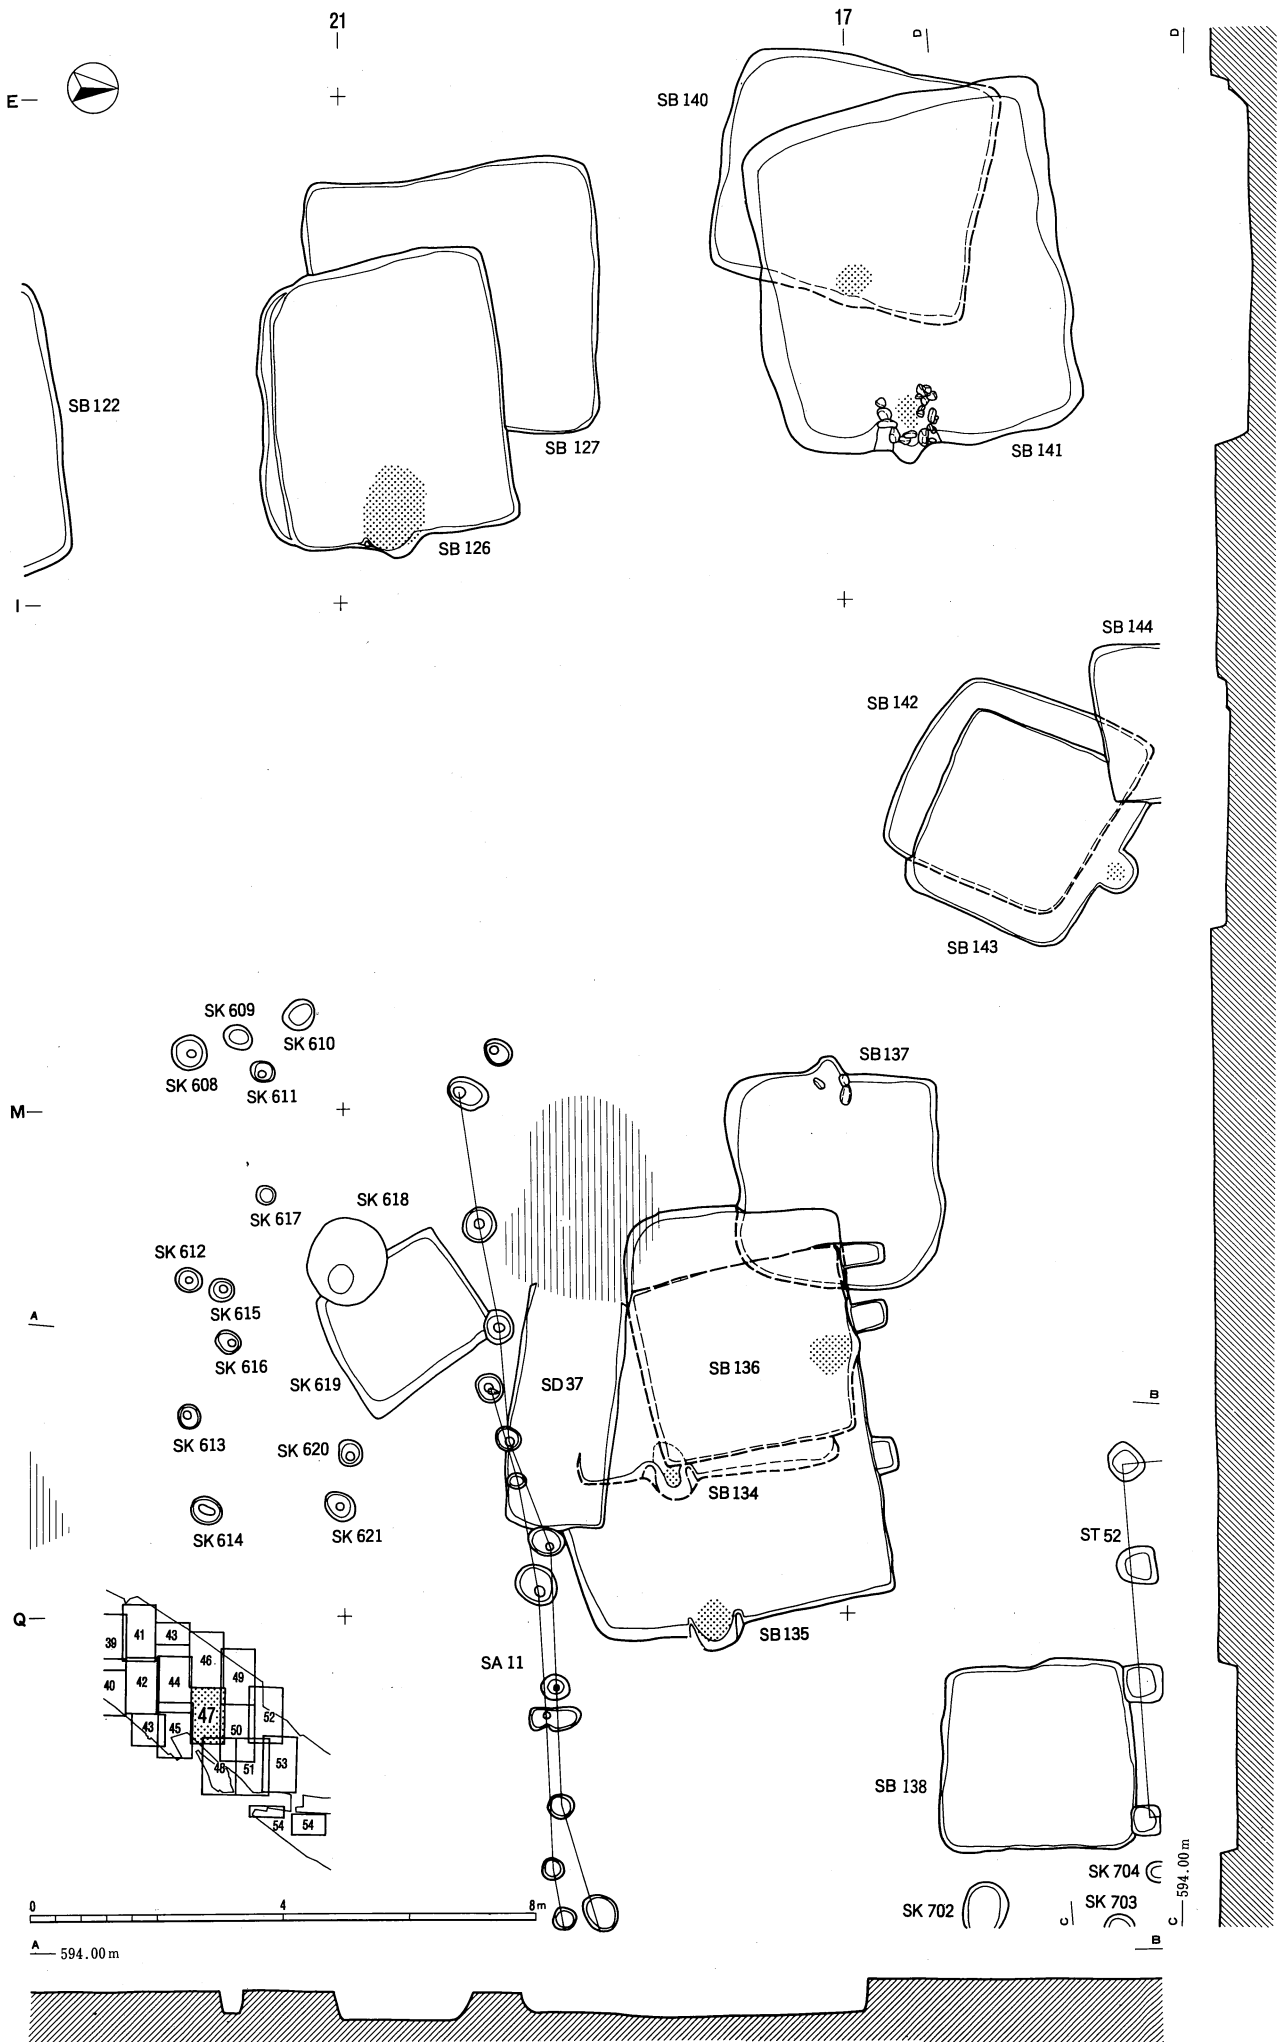 21
17
D
D
E
SB 140
SB 122
SB 127
SB 141
SB 126
I
SB 144
SB 142
SB 143
SK 609
SK 610
SK 608
SK 611
SB 137
M
SK 618
SK 617
SK 612
SK 615
A
SK 616
SB 136
SD 37
SK 619
B
SK 613
SK 620
SB 134
SK 614
SK 621
ST 52
Q
SB 135
39
41
43
46
SA 11
49
40
42
44
47
52
43
45
50
53
48
51
SB 138
54
54
SK 704
594.00 m
0
4
8 m
SK 702
SK 703
C
C
A
594.00 m
B